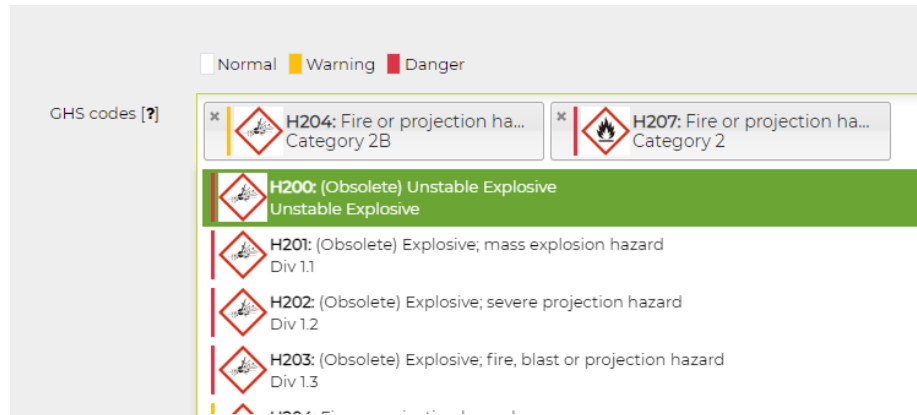 Normal Warning Danger
GHS codes [?]
× H204: Fire or projection ha...
Category 2B
× H207: Fire or projection ha...
Category 2
H200: (Obsolete) Unstable Explosive
Unstable Explosive
H201: (Obsolete) Explosive; mass explosion hazard
Div 1.1
H202: (Obsolete) Explosive; severe projection hazard
Div 1.2
H203: (Obsolete) Explosive; fire, blast or projection hazard
Div 1.3